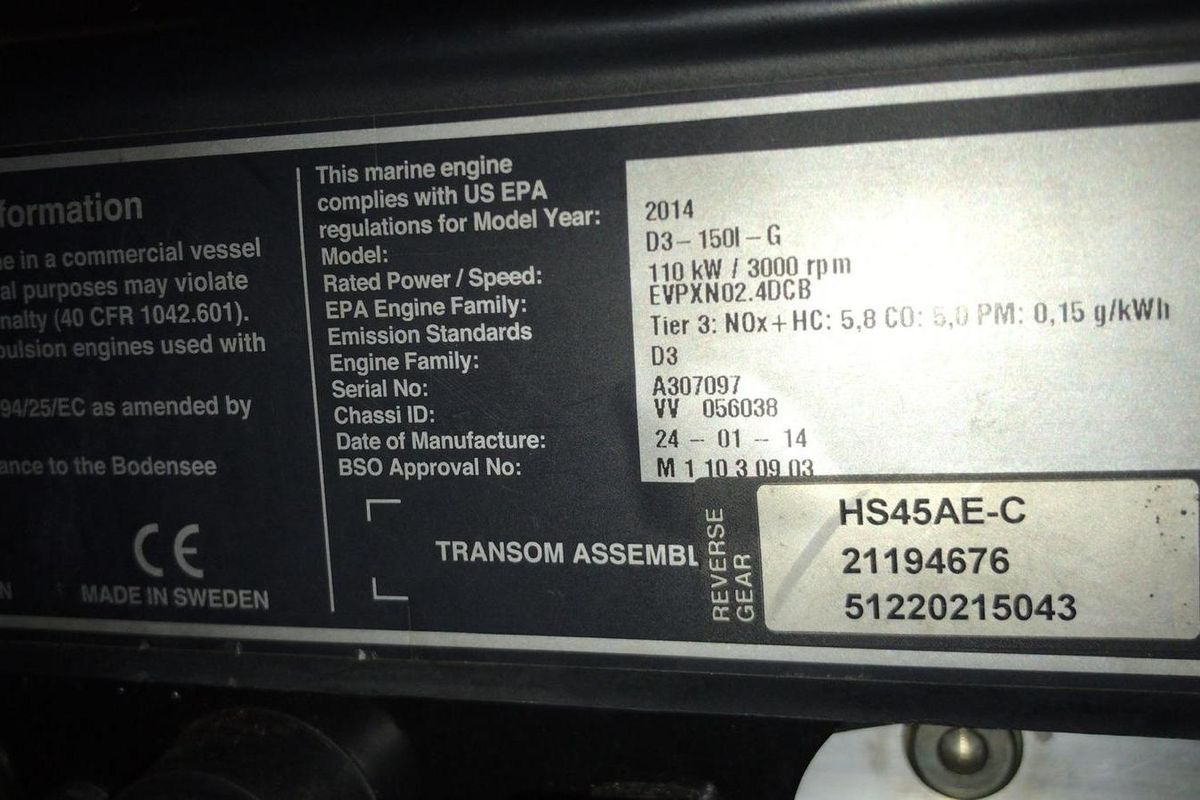 formation
e in a commercial vessel
al purposes may violate
nalty (40 CFR 1042.601).
ulsion engines used with
94/25/EC as amended by
ance to the Bodensee
CE
N MADE IN SWEDEN
This marine engine
complies with US EPA
regulations for Model Year: 2014
Model: D3-150I-G
Rated Power / Speed: 110 kW / 3000 rpm
EPA Engine Family: EVPXN02.4DCB
Emission Standards Tier 3: NOx+HC: 5,8 CO: 5,0 PM: 0,15 g/kWh
Engine Family: D3
Serial No: A307097
Chassi ID: VV 056038
Date of Manufacture: 24 - 01 - 14
BSO Approval No: M 1 10 3 09 03
TRANSOM ASSEMBL
REVERSE
GEAR
HS45AE-C
21194676
51220215043